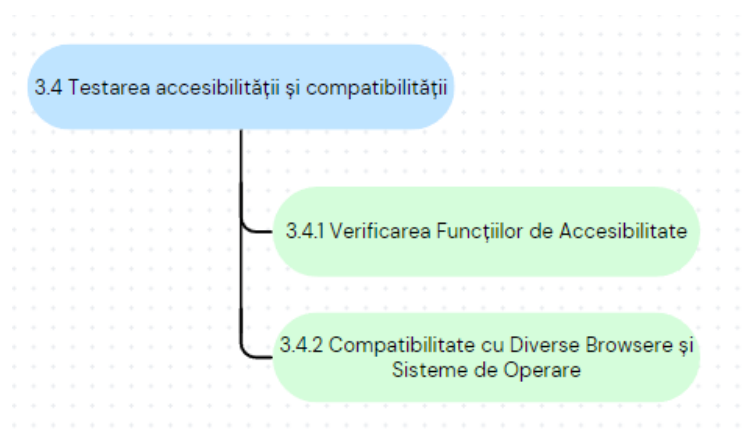 3.4 Testarea accesibilității și compatibilității
3.4.1 Verificarea Funcțiilor de Accesibilitate
3.4.2 Compatibilitate cu Diverse Browsere și
Sisteme de Operare